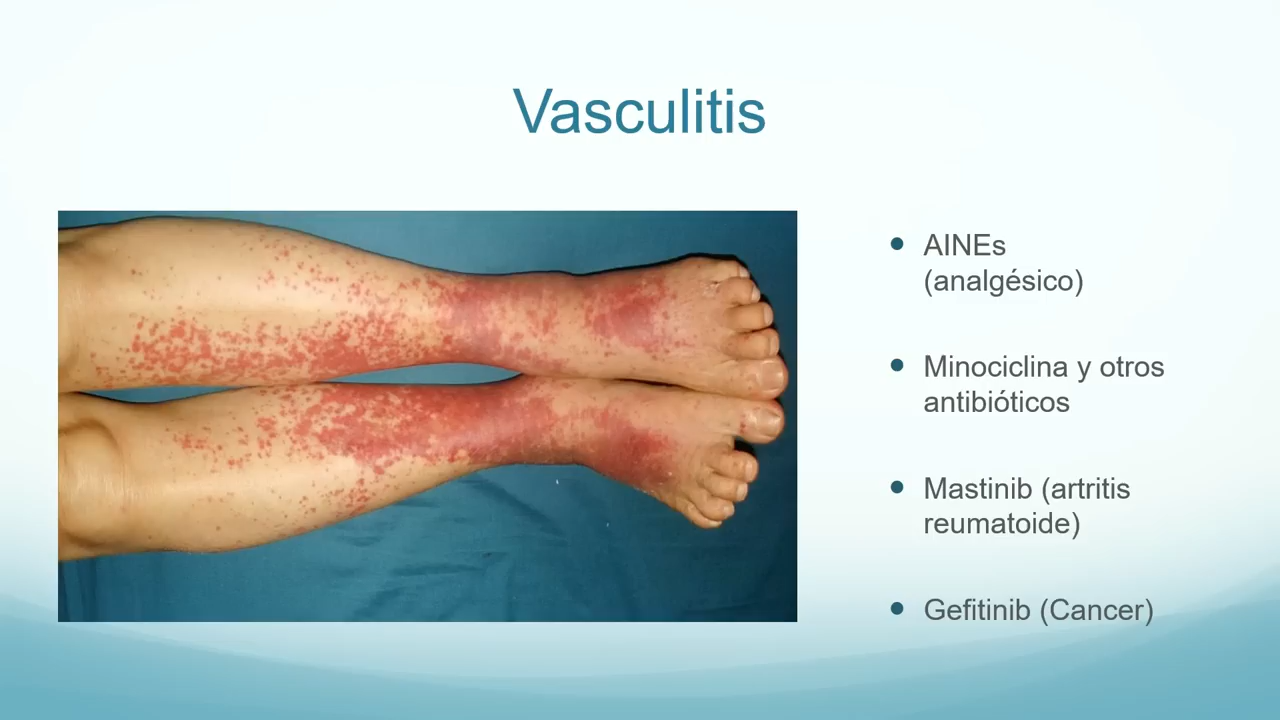 Vasculitis
AINEs
(analgésico)
Minociclina y otros
antibióticos
Mastinib (artritis
reumatoide)
Gefitinib (Cancer)